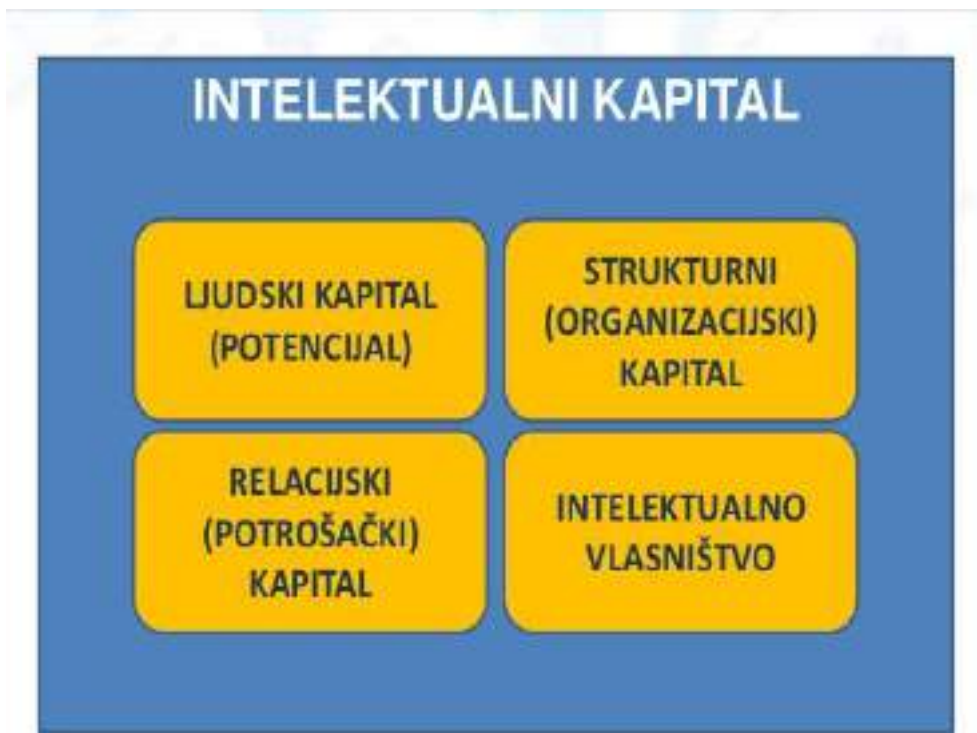 INTELEKTUALNI KAPITAL
LJUDSKI KAPITAL
(POTENCIJAL)
STRUKTURNI
(ORGANIZACIJSKI)
KAPITAL
RELACIJSKI
(POTROŠAČKI)
KAPITAL
INTELEKTUALNO
VLASNIŠTVO